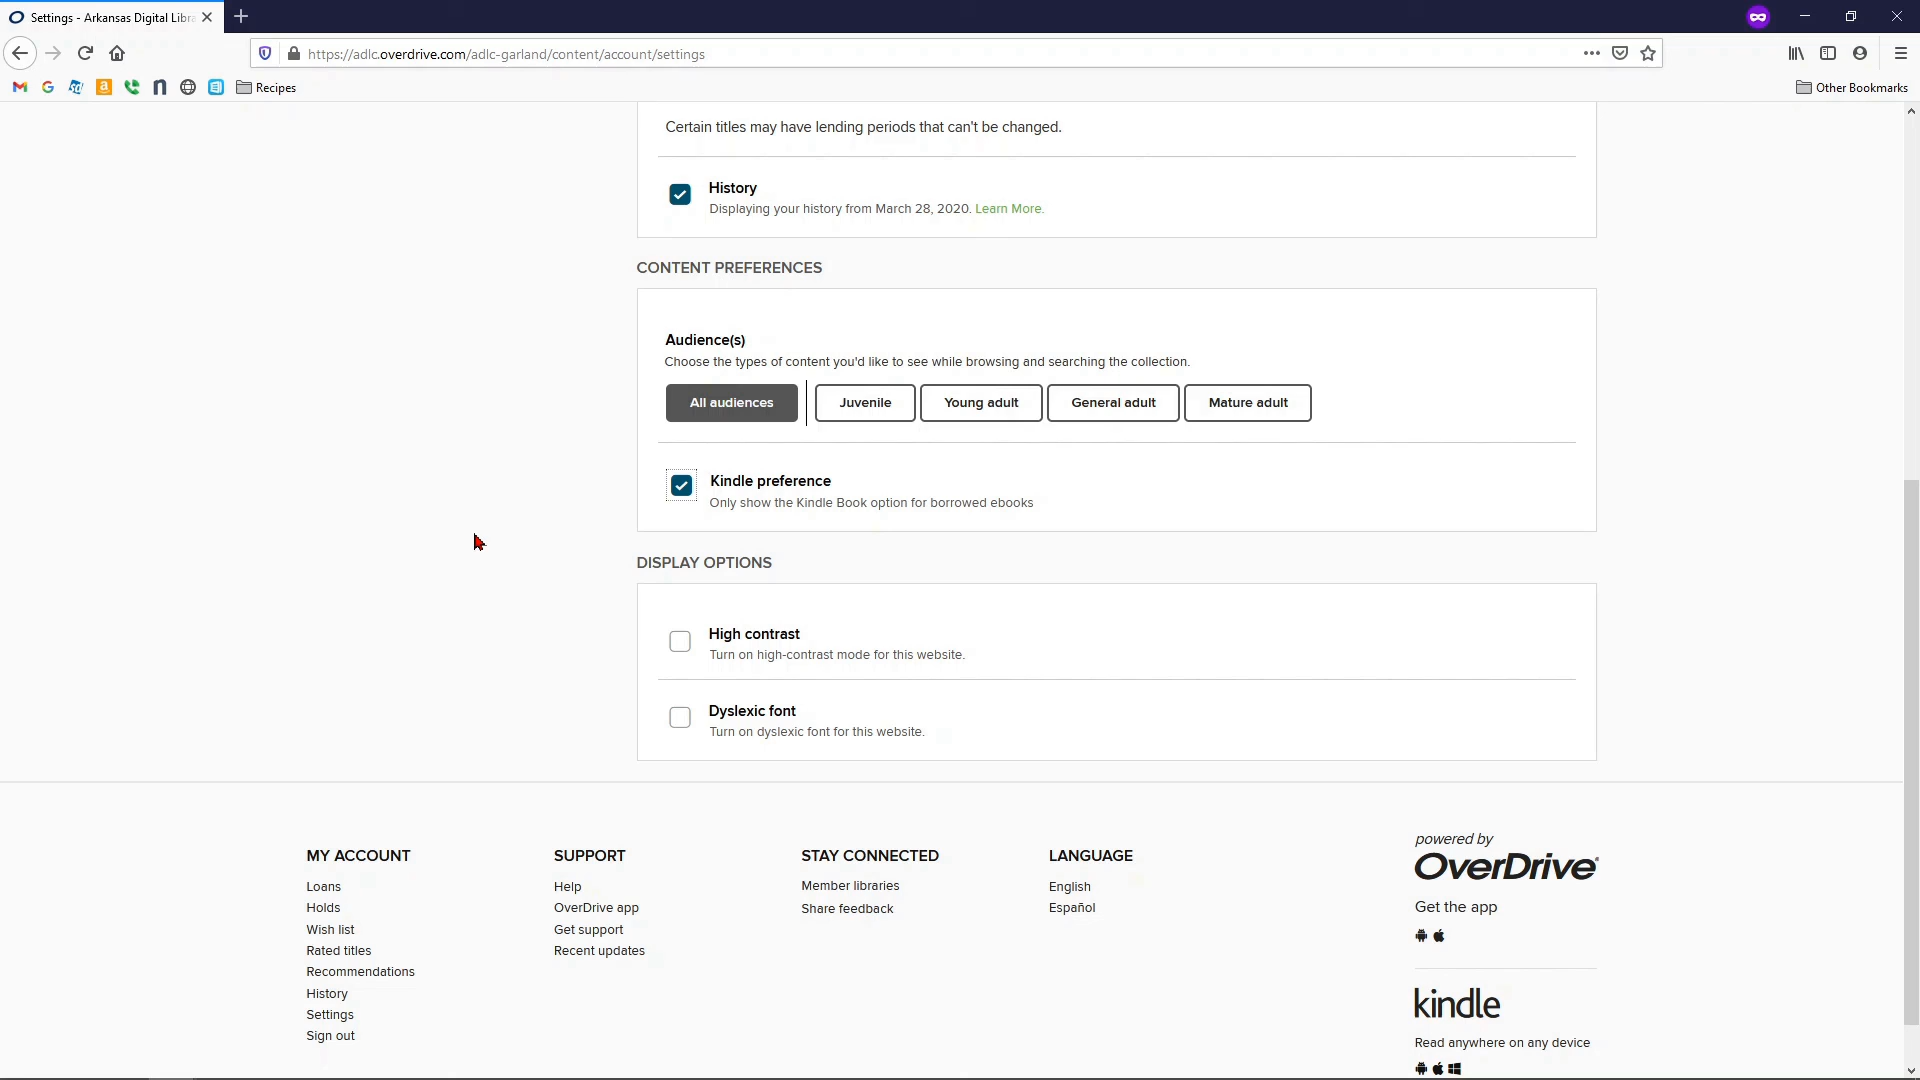 Settings - Arkansas Digital Libra
https://adlc.overdrive.com/adlc-garland/content/account/settings
Recipes
Other Bookmarks
Certain titles may have lending periods that can't be changed.
History
Displaying your history from March 28, 2020. Learn More.
CONTENT PREFERENCES
Audience(s)
Choose the types of content you'd like to see while browsing and searching the collection.
All audiences Juvenile Young adult General adult Mature adult
Kindle preference
Only show the Kindle Book option for borrowed ebooks
DISPLAY OPTIONS
High contrast
Turn on high-contrast mode for this website.
Dyslexic font
Turn on dyslexic font for this website.
MY ACCOUNT
Loans
Holds
Wish list
Rated titles
Recommendations
History
Settings
Sign out
SUPPORT
Help
OverDrive app
Get support
Recent updates
STAY CONNECTED
Member libraries
Share feedback
LANGUAGE
English
Español
powered by
OverDrive
Get the app
kindle
Read anywhere on any device